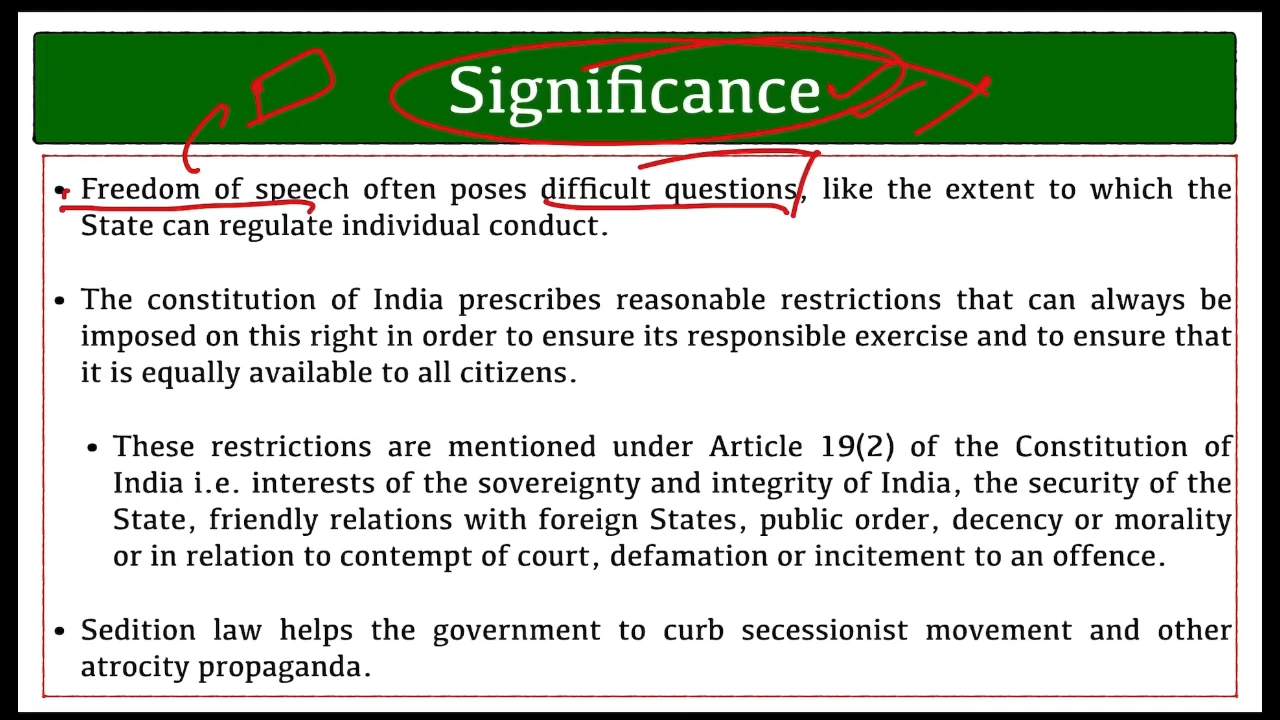 Significance
• Freedom of speech often poses difficult questions, like the extent to which the
State can regulate individual conduct.
• The constitution of India prescribes reasonable restrictions that can always be
imposed on this right in order to ensure its responsible exercise and to ensure that
it is equally available to all citizens.
• These restrictions are mentioned under Article 19(2) of the Constitution of
India i.e. interests of the sovereignty and integrity of India, the security of the
State, friendly relations with foreign States, public order, decency or morality
or in relation to contempt of court, defamation or incitement to an offence.
• Sedition law helps the government to curb secessionist movement and other
atrocity propaganda.